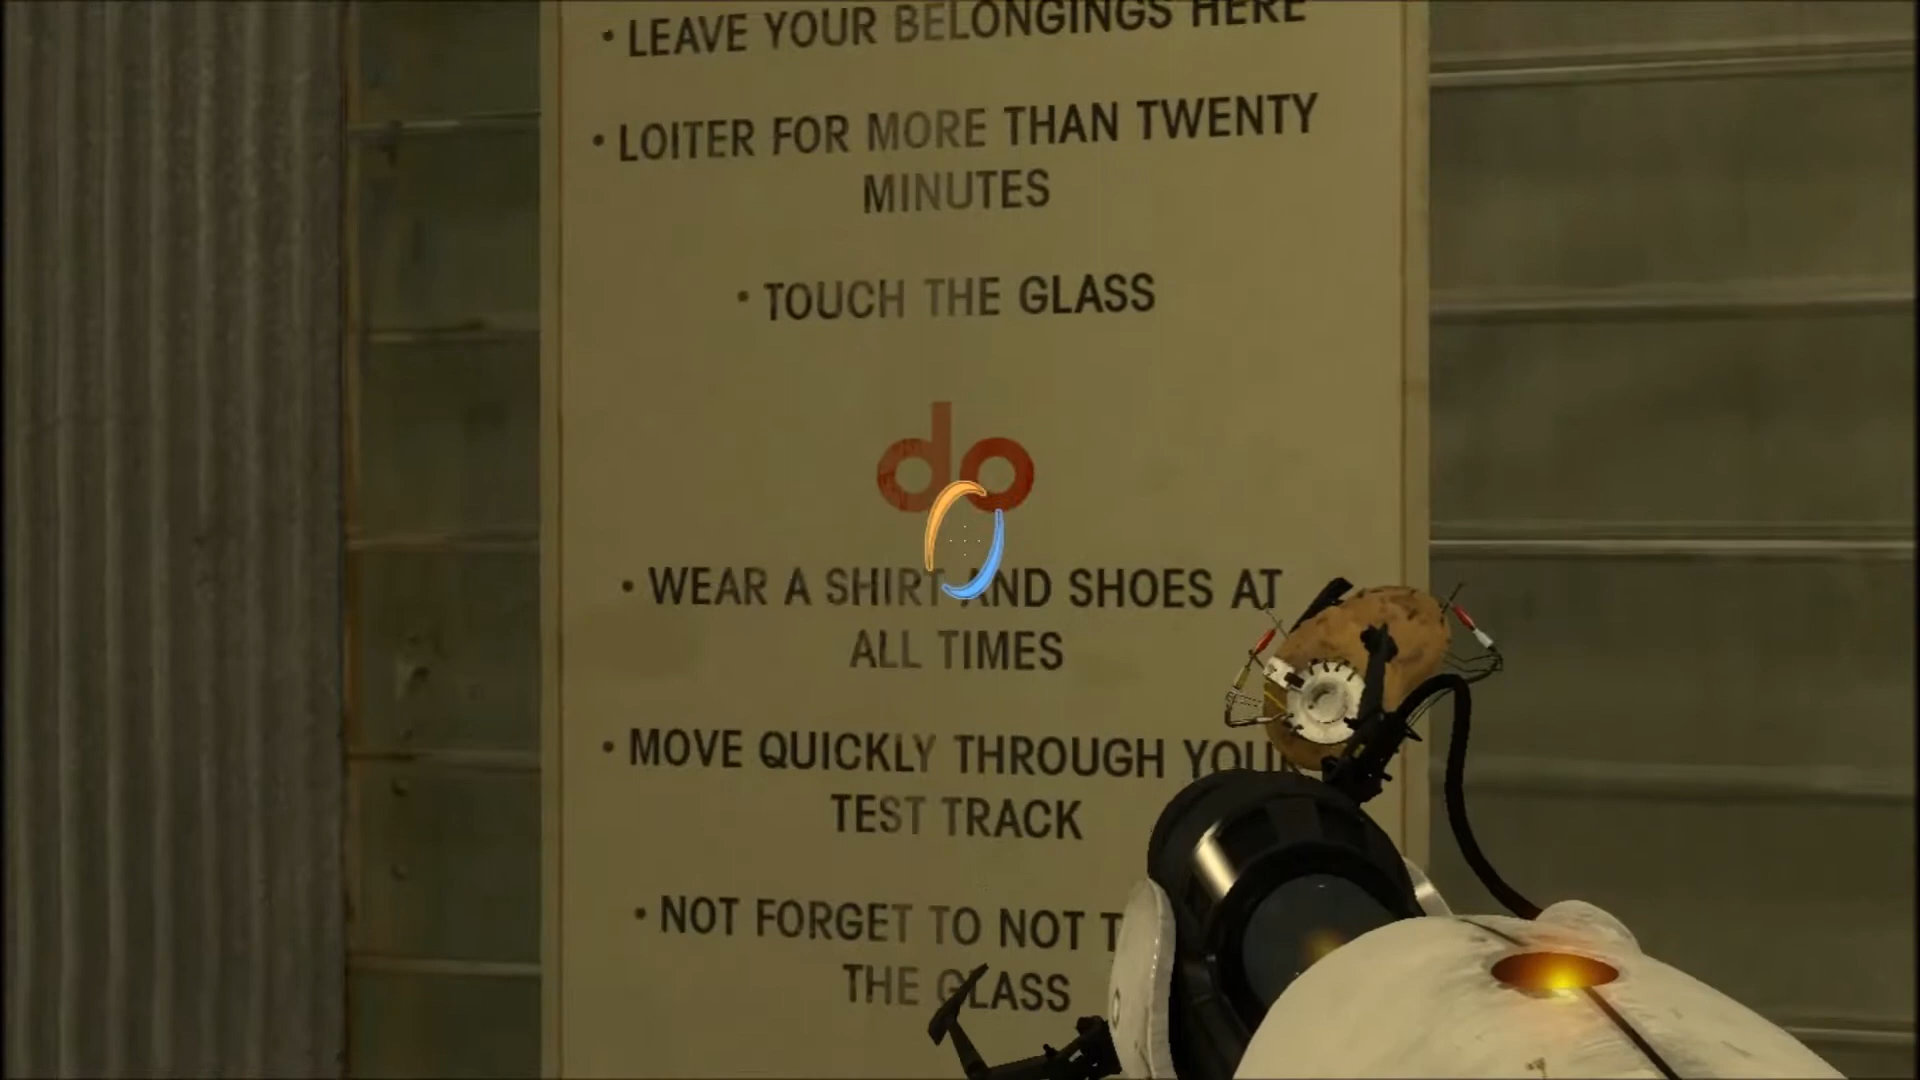 • LEAVE YOUR BELONGINGS HERE
• LOITER FOR MORE THAN TWENTY
MINUTES
• TOUCH THE GLASS
do
• WEAR A SHIRT AND SHOES AT
ALL TIMES
• MOVE QUICKLY THROUGH YOUR
TEST TRACK
• NOT FORGET TO NOT
THE GLASS